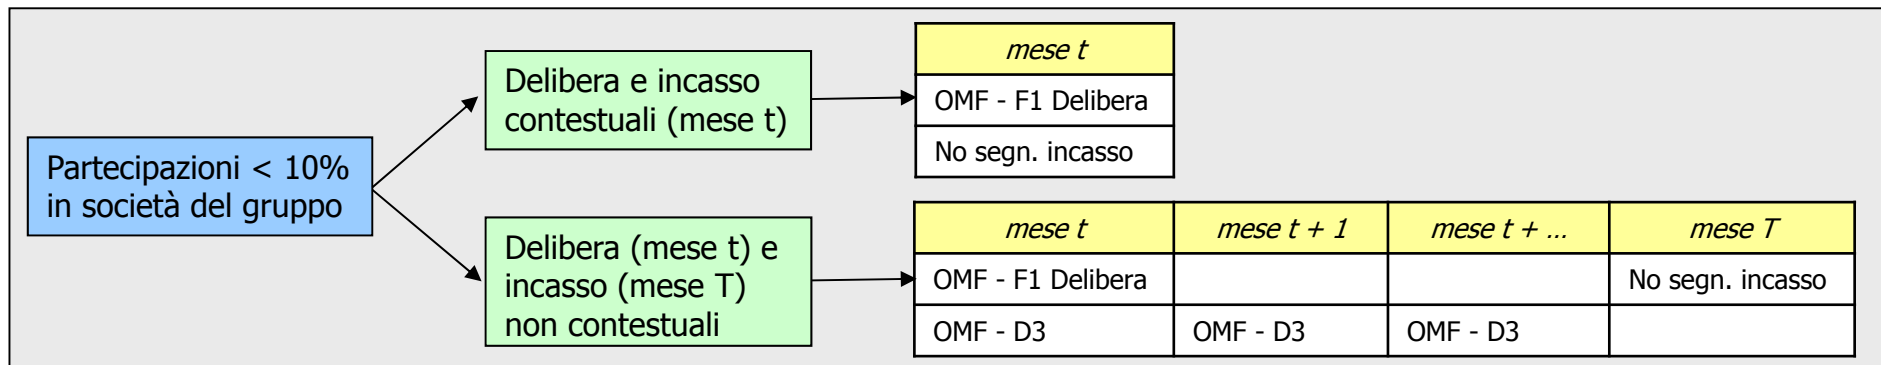 Partecipazioni < 10%
in società del gruppo
Delibera e incasso
contestuali (mese t)
mese t
OMF - F1 Delibera
No segn. incasso
Delibera (mese t) e
incasso (mese T)
non contestuali
mese t mese t + 1 mese t + ... mese T
OMF - F1 Delibera No segn. incasso
OMF - D3 OMF - D3 OMF - D3